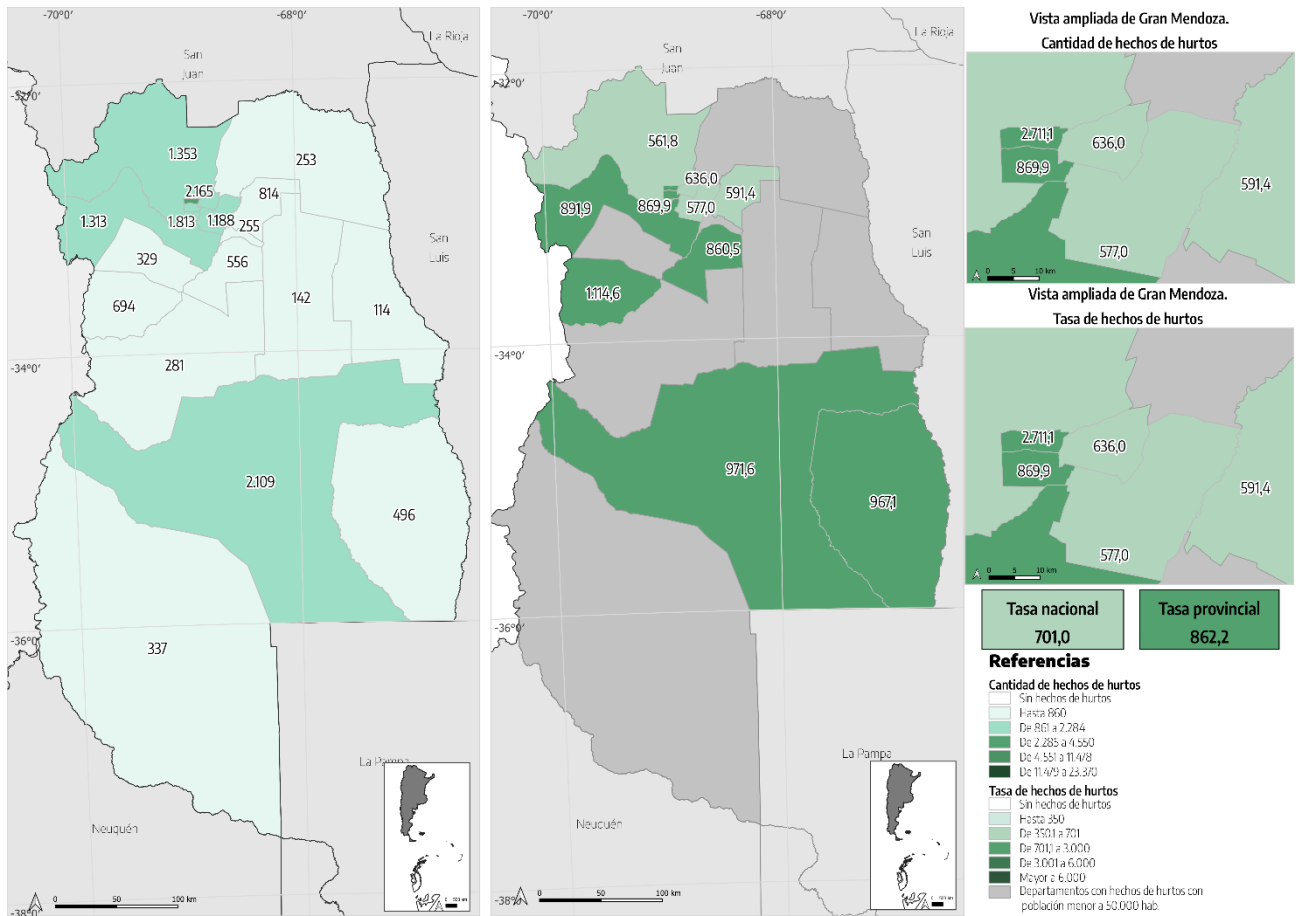 -70°0'
-68°0'
La Rioja
San
Juan
-32°0'
1.353
253
2.165
814
1.313
1.813
1.188
255
329
556
San
Luis
694
142
114
281
-34°0'
2.109
496
-36°0'
337
La Pampa
Neuquén
-38°0'
0 50 100 km
-70°0'
-68°0'
La Rioja
San
Juan
-32°0'
561,8
636,0
591,4
891,9
869,9
577,0
860,5
San
Luis
1.114,6
-34°0'
971,6
967,1
-36°0'
La Pampa
Neuquén
-38°0'
0 50 100 km
Vista ampliada de Gran Mendoza.
Cantidad de hechos de hurtos
2.711,1
636,0
869,9
591,4
577,0
0 5 10 km
Vista ampliada de Gran Mendoza.
Tasa de hechos de hurtos
2.711,1
636,0
869,9
591,4
577,0
0 5 10 km
Tasa nacional
701,0
Tasa provincial
862,2
Referencias
Cantidad de hechos de hurtos
Sin hechos de hurtos
Hasta 860
De 861 a 2.284
De 2.285 a 4.550
De 4.551 a 11.478
De 11.479 a 23.370
Tasa de hechos de hurtos
Sin hechos de hurtos
Hasta 350
De 350,1 a 701
De 701,1 a 3.000
De 3.001 a 6.000
Mayor a 6.000
Departamentos con hechos de hurtos con
población menor a 50.000 hab.